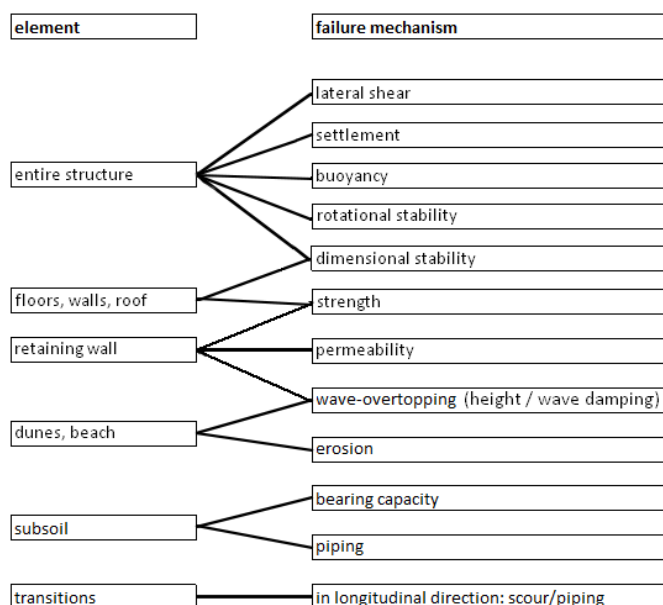 element
failure mechanism
lateral shear
settlement
entire structure
buoyancy
rotational stability
dimensional stability
floors, walls, roof
strength
retaining wall
permeability
wave-overtopping (height / wave damping)
dunes, beach
erosion
bearing capacity
subsoil
piping
transitions
in longitudinal direction: scour/piping